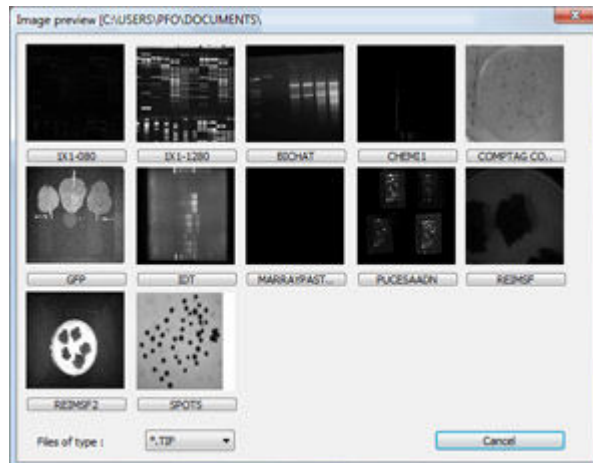 Image preview [C:\USERS\PFO\DOCUMENTS\
1X1-080
1X1-1280
BICHAT
CHEMI1
COMPTAG CO...
GFP
IDT
MARRAYPAST...
PUCESAADN
REIMSF
REIMSF2
SPOTS
Files of type :
*.TIF
Cancel